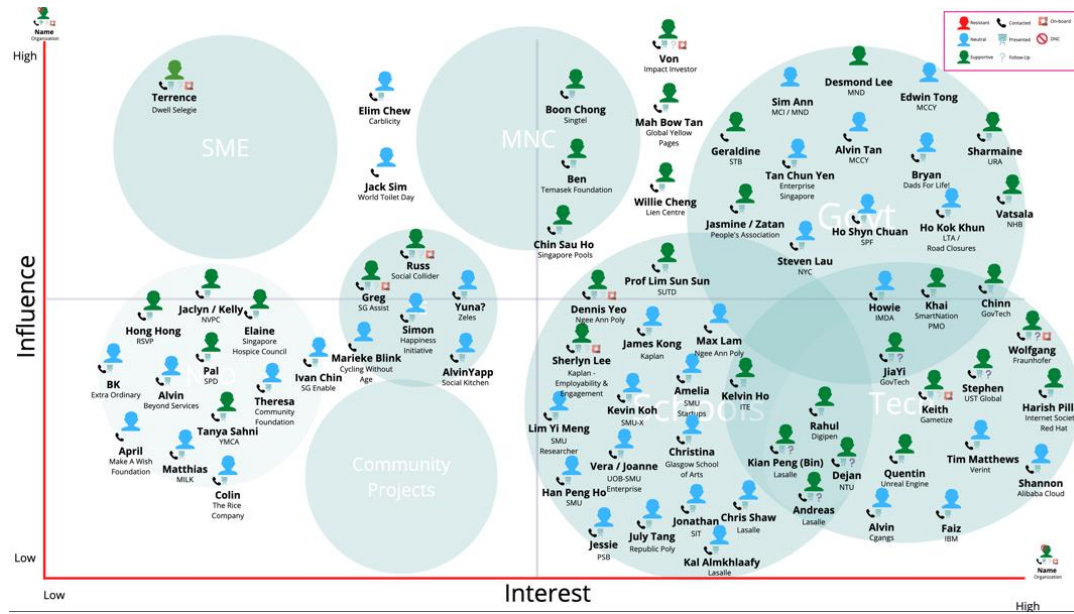 Name
Organization
High
Influence
Low
Low
Interest
High
Name
Organization
Resistant
Contacted
On-board
Neutral
Presented
DNC
Supportive
Follow-Up
SME
MNC
Govt
Community
Projects
Schools
Tech
Terrence
Dwell Selegie
Elim Chew
Carblicity
Jack Sim
World Toilet Day
Boon Chong
Singtel
Ben
Temasek Foundation
Chin Sau Ho
Singapore Pools
Von
Impact Investor
Mah Bow Tan
Global Yellow
Pages
Willie Cheng
Lien Centre
Sim Ann
MCI / MND
Desmond Lee
MND
Edwin Tong
MCCY
Geraldine
STB
Alvin Tan
MCCY
Sharmaine
URA
Tan Chun Yen
Enterprise
Singapore
Bryan
Dads For Life!
Jasmine / Zatan
People's Association
Ho Shyn Chuan
SPF
Ho Kok Khun
LTA /
Road Closures
Vatsala
NHB
Steven Lau
NYC
Russ
Social Collider
Greg
SG Assist
Yuna?
Zeles
Simon
Happiness
Initiative
Marieke Blink
Cycling Without
Age
AlvinYapp
Social Kitchen
Ivan Chin
SG Enable
Jaclyn / Kelly
NVPC
Hong Hong
RSVP
Elaine
Singapore
Hospice Council
Pal
SPD
BK
Extra Ordinary
Alvin
Beyond Services
Theresa
Community
Foundation
Tanya Sahni
YMCA
April
Make A Wish
Foundation
Matthias
MILK
Colin
The Rice
Company
Prof Lim Sun Sun
SUTD
Dennis Yeo
Ngee Ann Poly
James Kong
Kaplan
Max Lam
Ngee Ann Poly
Sherlyn Lee
Kaplan -
Employability &
Engagement
Amelia
SMU
Startups
Kelvin Ho
ITE
Kevin Koh
SMU-X
Lim Yi Meng
SMU
Researcher
Christina
Glasgow School
of Arts
Vera / Joanne
UOB-SMU
Enterprise
Han Peng Ho
SMU
Jessie
PSB
July Tang
Republic Poly
Jonathan
SIT
Chris Shaw
Lasalle
Kal Almkhlaafy
Lasalle
Howie
IMDA
Khai
SmartNation
PMO
Chinn
GovTech
JiaYi
GovTech
Wolfgang
Fraunhofer
Stephen
UST Global
Keith
Gametize
Harish Pill
Internet Societ
Red Hat
Rahul
Digipen
Kian Peng (Bin)
Lasalle
Dejan
NTU
Quentin
Unreal Engine
Tim Matthews
Verint
Shannon
Alibaba Cloud
Andreas
Lasalle
Alvin
Cgangs
Faiz
IBM